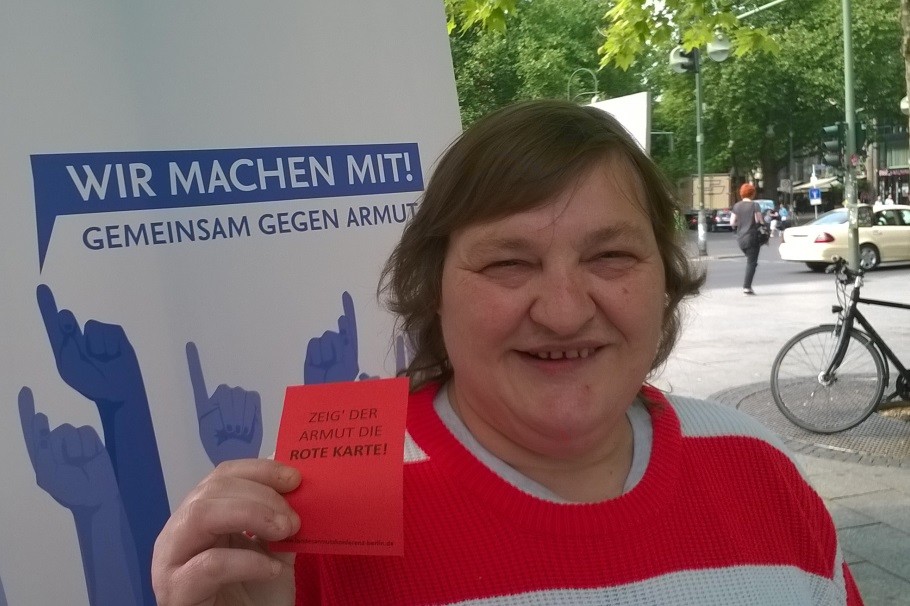 WIR MACHEN MIT!
GEMEINSAM GEGEN ARMUT
ZEIG' DER
ARMUT DIE
ROTE KARTE!